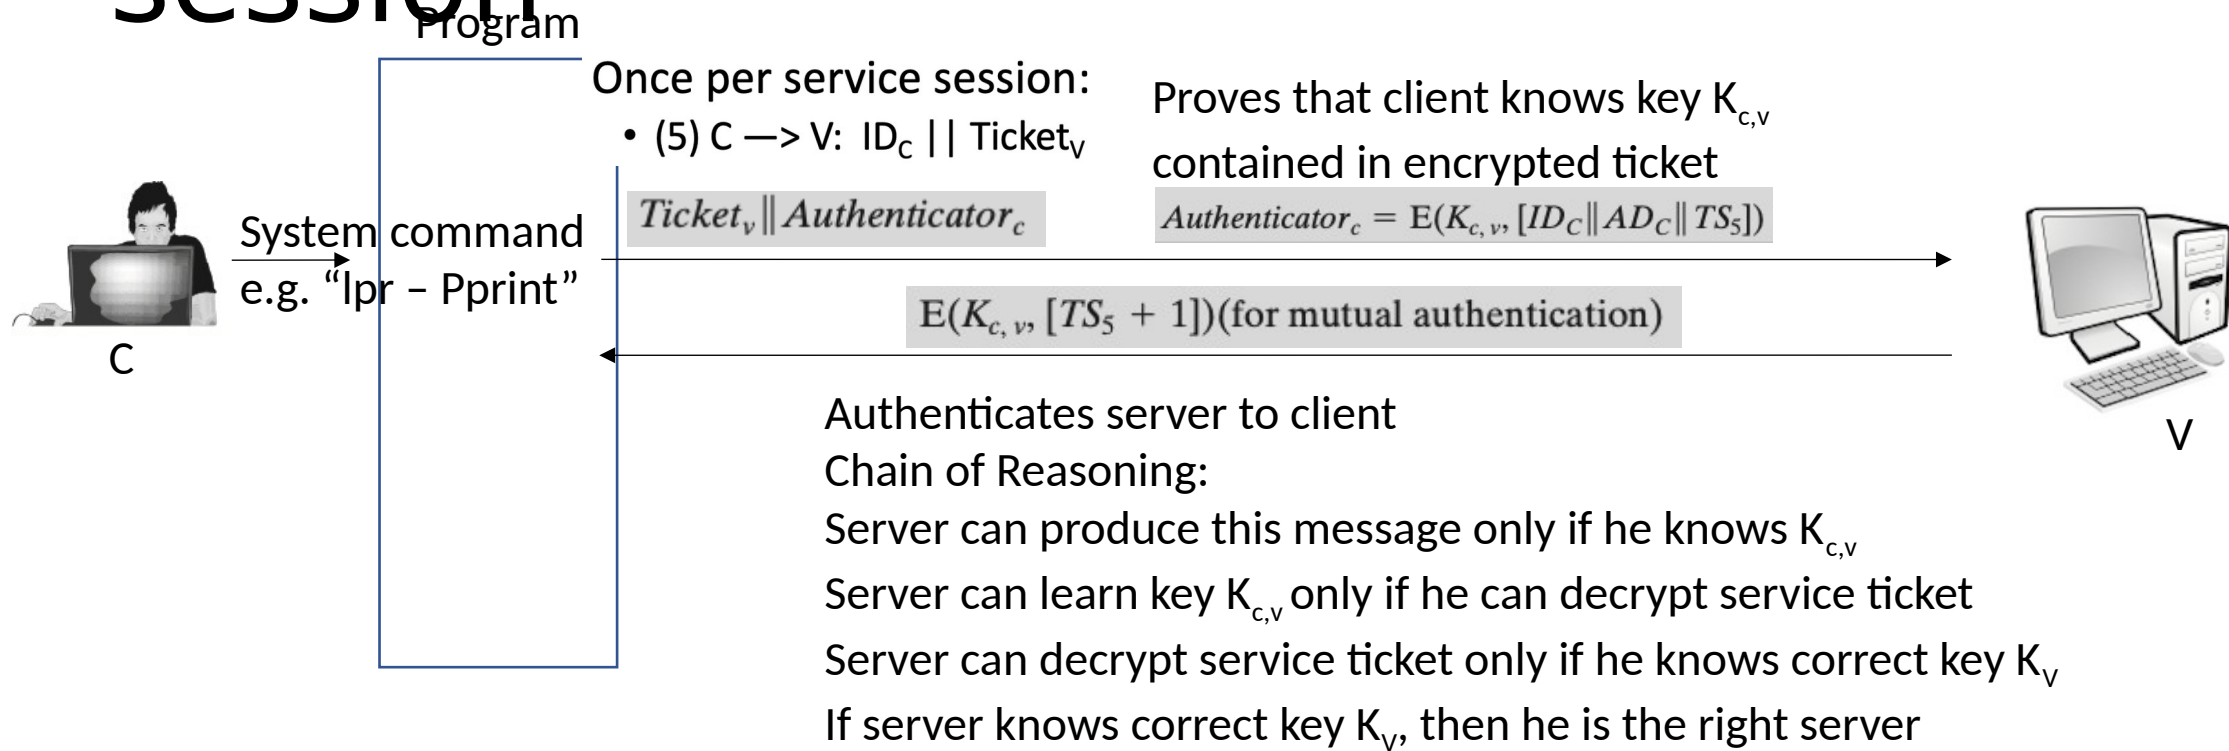 session
Program
Once per service session:
• (5) C —> V: ID_C || Ticket_V
Proves that client knows key K_c,v
contained in encrypted ticket
Ticket_v || Authenticator_c
Authenticator_c = E(K_c, v, [ID_C || AD_C || TS_5])
System command
e.g. “lpr – Pprint”
E(K_c, v, [TS_5 + 1])(for mutual authentication)
C
V
Authenticates server to client
Chain of Reasoning:
Server can produce this message only if he knows K_c,v
Server can learn key K_c,v only if he can decrypt service ticket
Server can decrypt service ticket only if he knows correct key K_V
If server knows correct key K_V, then he is the right server